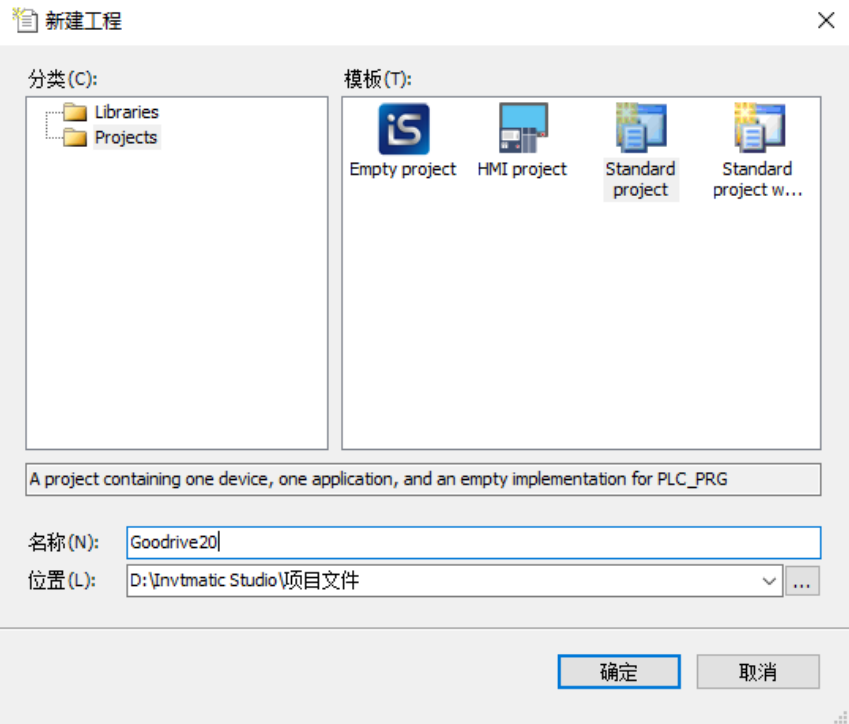 新建工程
分类(C):
模板(T):
Libraries
Projects
iS
Empty project
HMI project
Standard
project
Standard
project w...
A project containing one device, one application, and an empty implementation for PLC_PRG
名称(N):
Goodrive20
位置(L):
D:\Invtmatic Studio\项目文件
...
确定
取消